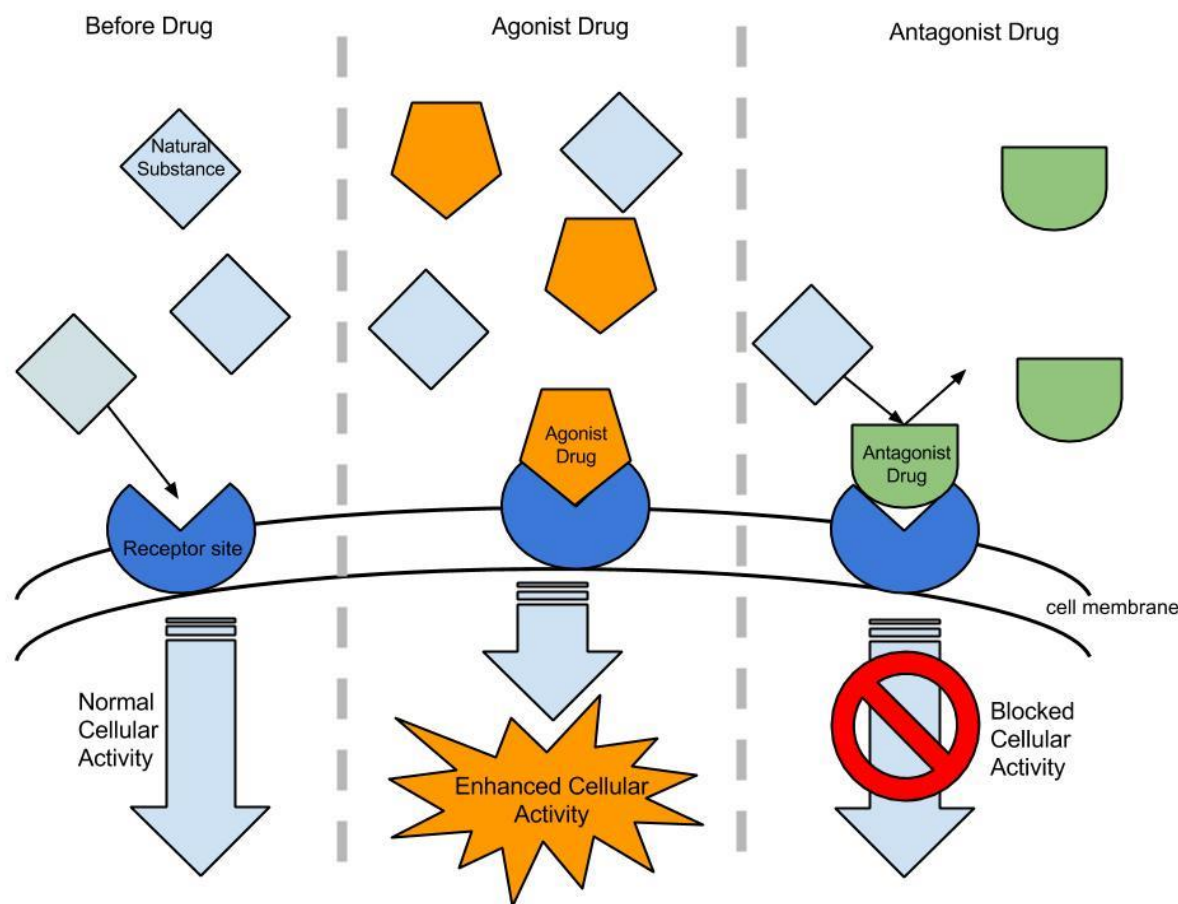 Before Drug
Agonist Drug
Antagonist Drug
Natural
Substance
Agonist
Drug
Antagonist
Drug
Receptor site
cell membrane
Normal
Cellular
Activity
Enhanced Cellular
Activity
Blocked
Cellular
Activity